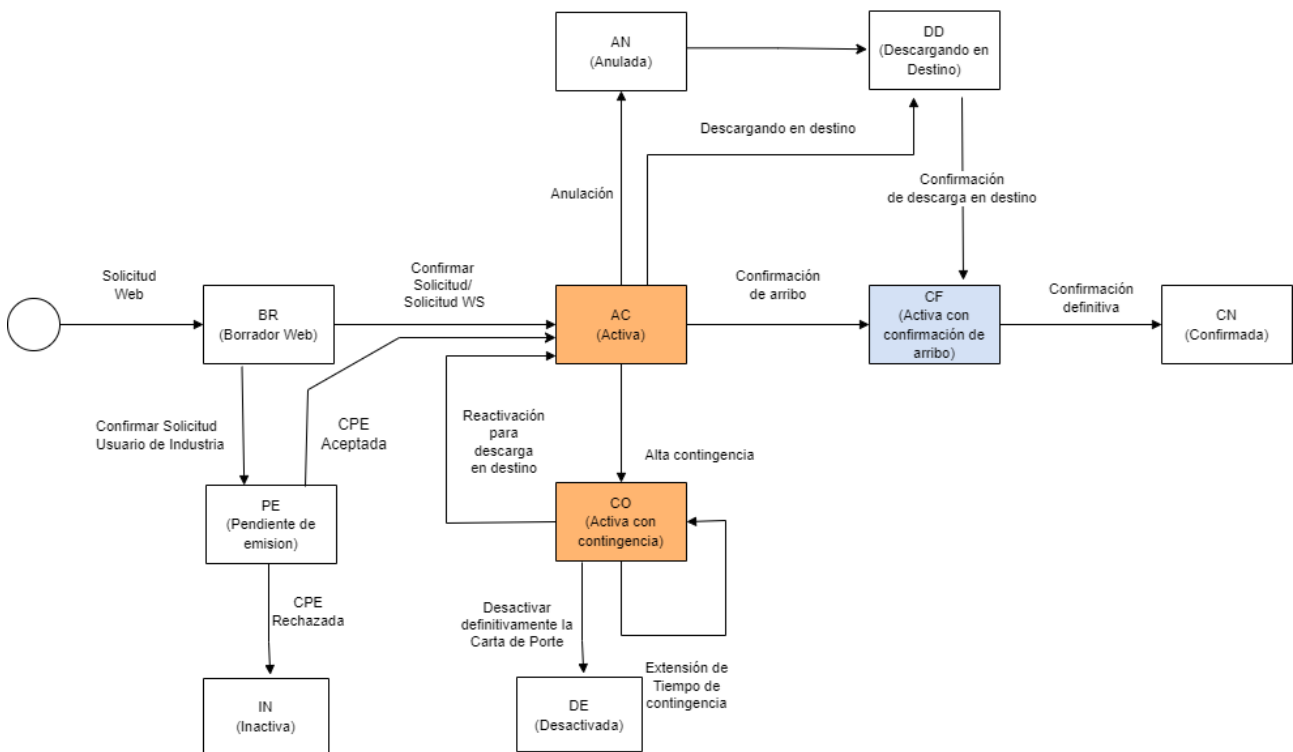 AN
(Anulada)
DD
(Descargando en
Destino)
Descargando en destino
Anulación
Confirmación
de descarga en destino
Solicitud
Web
Confirmar
Solicitud/
Solicitud WS
Confirmación
de arribo
Confirmación
definitiva
BR
(Borrador Web)
AC
(Activa)
CF
(Activa con
confirmación de
arribo)
CN
(Confirmada)
Confirmar Solicitud
Usuario de Industria
CPE
Aceptada
Reactivación
para
descarga
en destino
Alta contingencia
PE
(Pendiente de
emision)
CO
(Activa con
contingencia)
CPE
Rechazada
Desactivar
definitivamente la
Carta de Porte
Extensión de
Tiempo de
contingencia
IN
(Inactiva)
DE
(Desactivada)